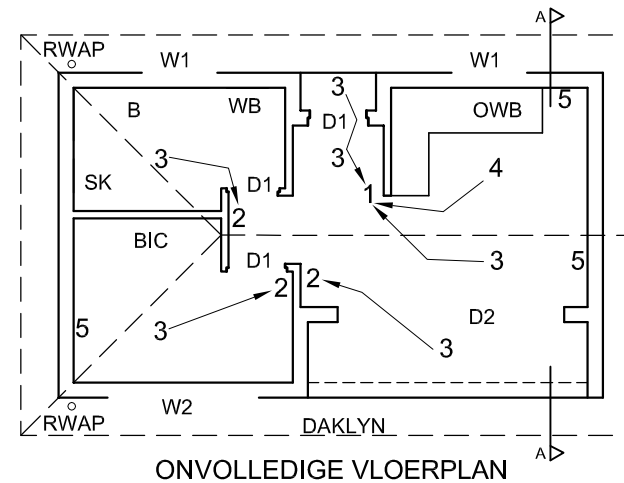 A
RWAP
W1
W1
B
WB
3
D1
OWB
5
3
3
4
SK
D1
1
2
BIC
D1
3
5
2
2
5
3
D2
3
W2
RWAP
DAKLYN
A
ONVOLLEDIGE VLOERPLAN